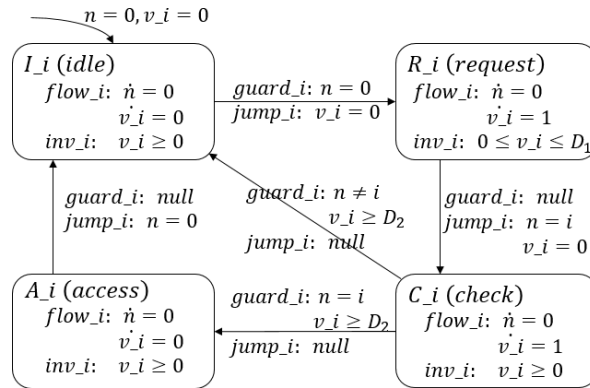 n = 0, v_i = 0
I_i (idle)
flow_i: ṅ = 0
v̇_i = 0
inv_i: v_i ≥ 0
guard_i: n = 0
jump_i: v_i = 0
R_i (request)
flow_i: ṅ = 0
v̇_i = 1
inv_i: 0 ≤ v_i ≤ D₁
guard_i: null
jump_i: n = 0
guard_i: n ≠ i
v_i ≥ D₂
jump_i: null
guard_i: null
jump_i: n = i
v_i = 0
A_i (access)
flow_i: ṅ = 0
v̇_i = 0
inv_i: v_i ≥ 0
guard_i: n = i
v_i ≥ D₂
jump_i: null
C_i (check)
flow_i: ṅ = 0
v̇_i = 1
inv_i: v_i ≥ 0